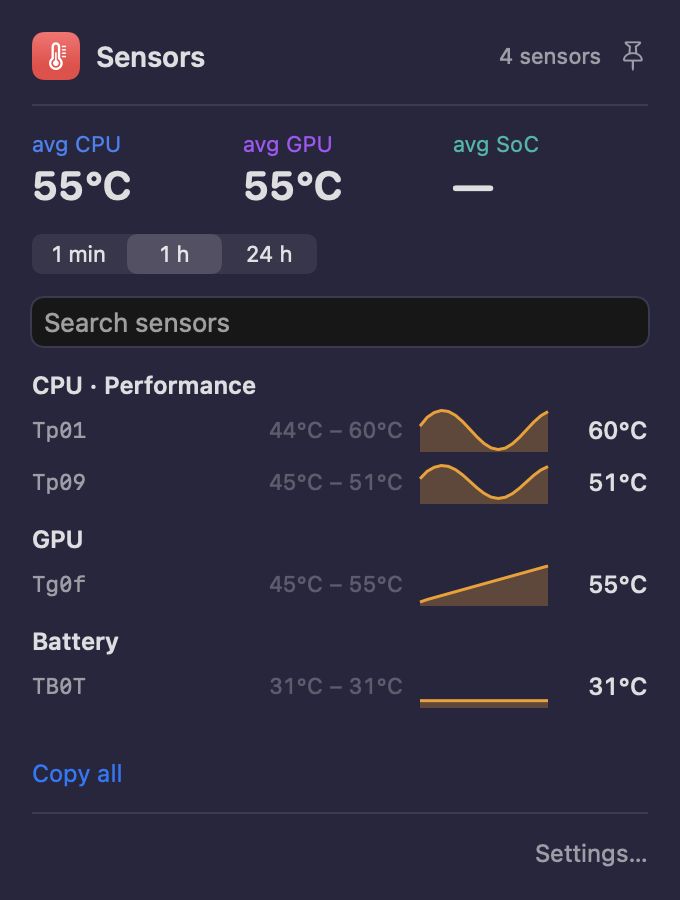 Sensors 4 sensors
avg CPU avg GPU avg SoC
55°C 55°C —
1 min 1 h 24 h
Search sensors
CPU · Performance
Tp01 44°C – 60°C 60°C
Tp09 45°C – 51°C 51°C
GPU
Tg0f 45°C – 55°C 55°C
Battery
TB0T 31°C – 31°C 31°C
Copy all
Settings...